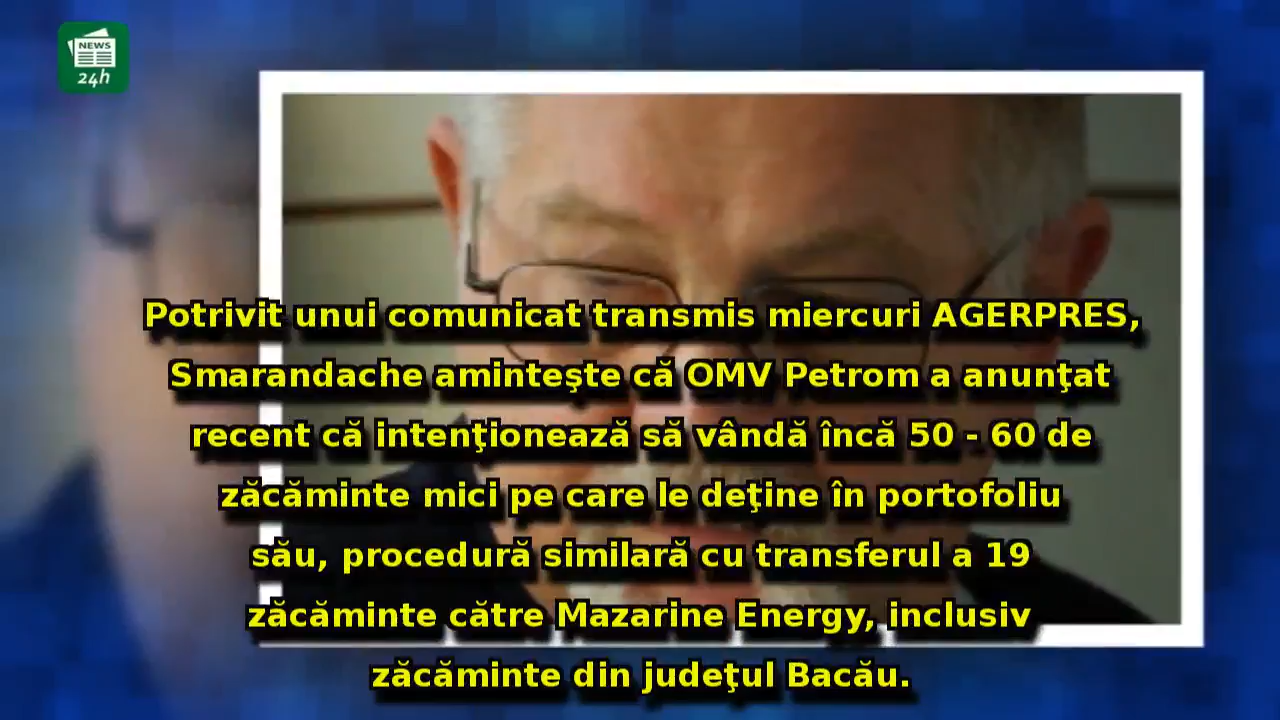 NEWS
24h
Potrivit unui comunicat transmis miercuri AGERPRES,
Smarandache aminteşte că OMV Petrom a anunţat
recent că intenţionează să vândă încă 50 - 60 de
zăcăminte mici pe care le deţine în portofoliu
său, procedură similară cu transferul a 19
zăcăminte către Mazarine Energy, inclusiv
zăcăminte din judeţul Bacău.